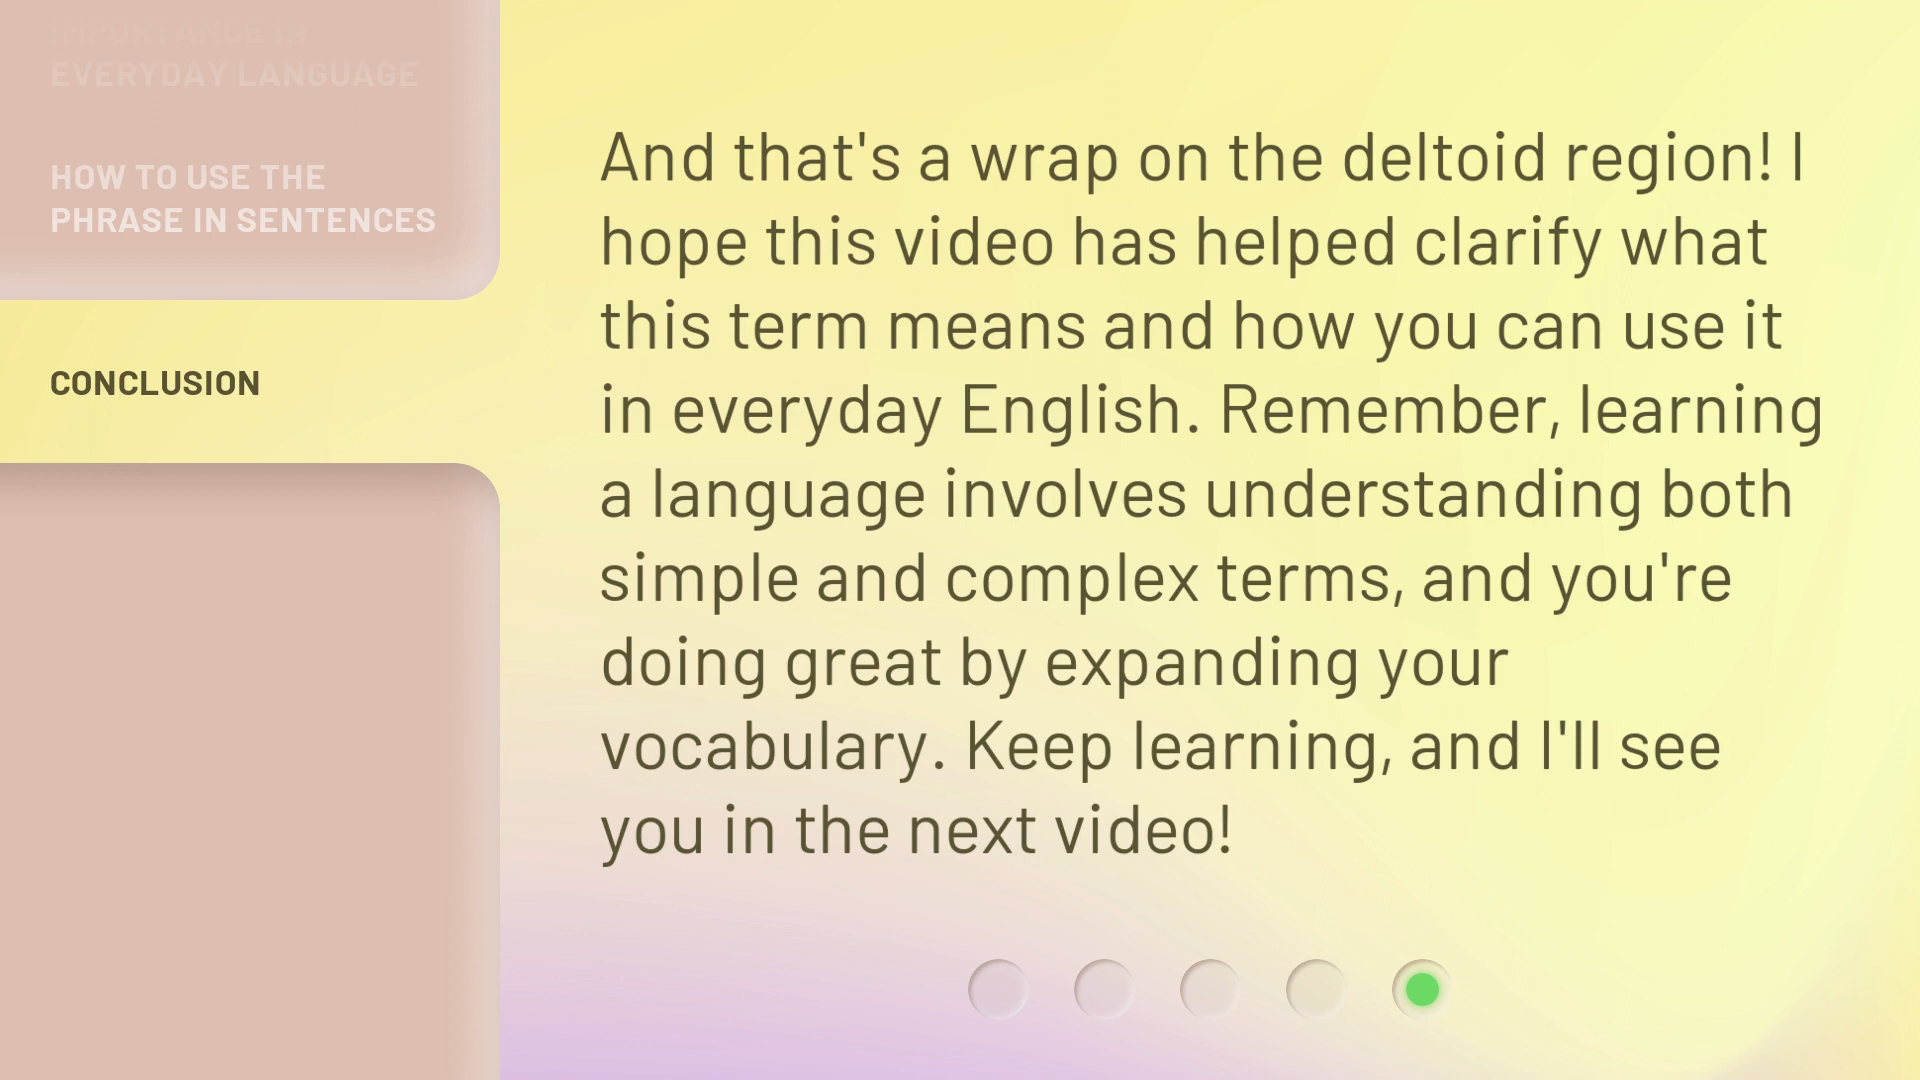 IMPORTANCE IN
EVERYDAY LANGUAGE
HOW TO USE THE
PHRASE IN SENTENCES
CONCLUSION
And that's a wrap on the deltoid region! I
hope this video has helped clarify what
this term means and how you can use it
in everyday English. Remember, learning
a language involves understanding both
simple and complex terms, and you're
doing great by expanding your
vocabulary. Keep learning, and I'll see
you in the next video!